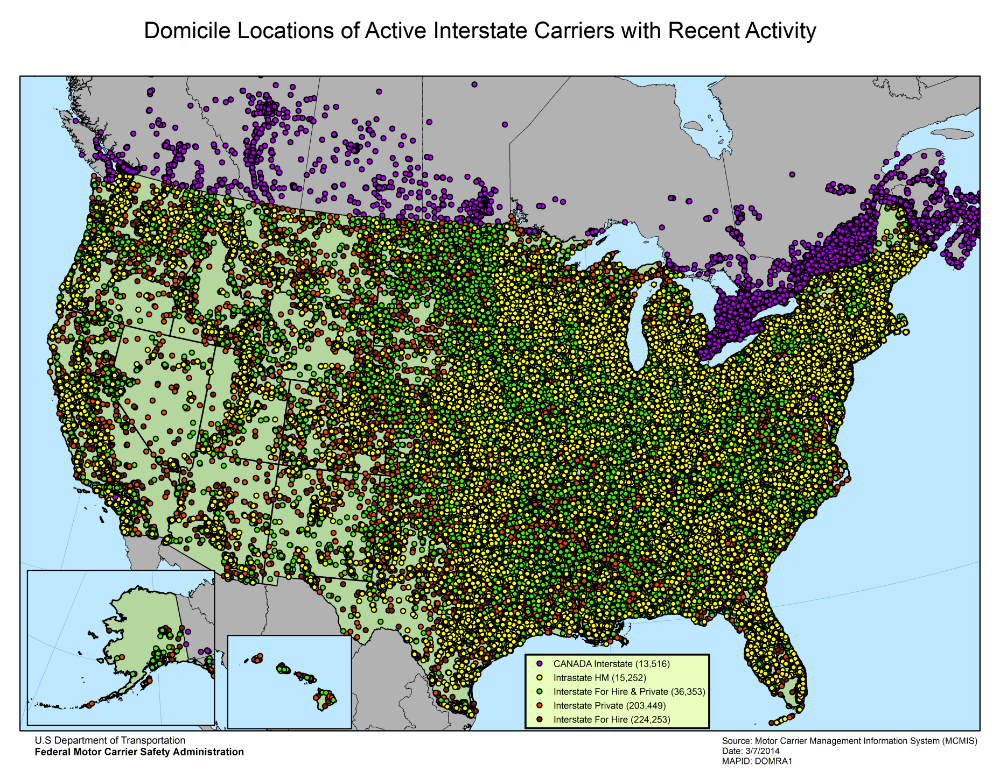 Domicile Locations of Active Interstate Carriers with Recent Activity
CANADA Interstate (13,516)
Intrastate HM (15,252)
Interstate For Hire & Private (36,353)
Interstate Private (203,449)
Interstate For Hire (224,253)
U.S Department of Transportation
Federal Motor Carrier Safety Administration
Source: Motor Carrier Management Information System (MCMIS)
Date: 3/7/2014
MAPID: DOMRA1